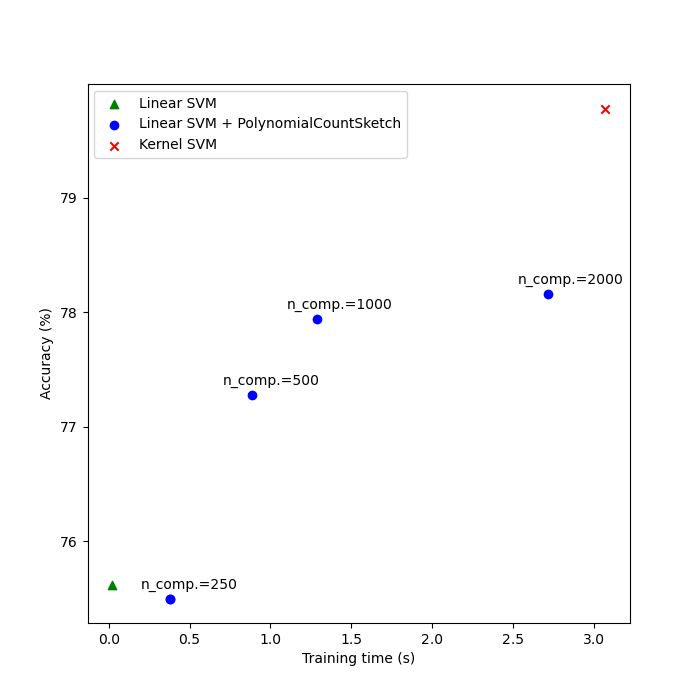 Linear SVM
Linear SVM + PolynomialCountSketch
Kernel SVM
79
n_comp.=2000
78
n_comp.=1000
n_comp.=500
77
76
n_comp.=250
Accuracy (%)
0.0 0.5 1.0 1.5 2.0 2.5 3.0
Training time (s)